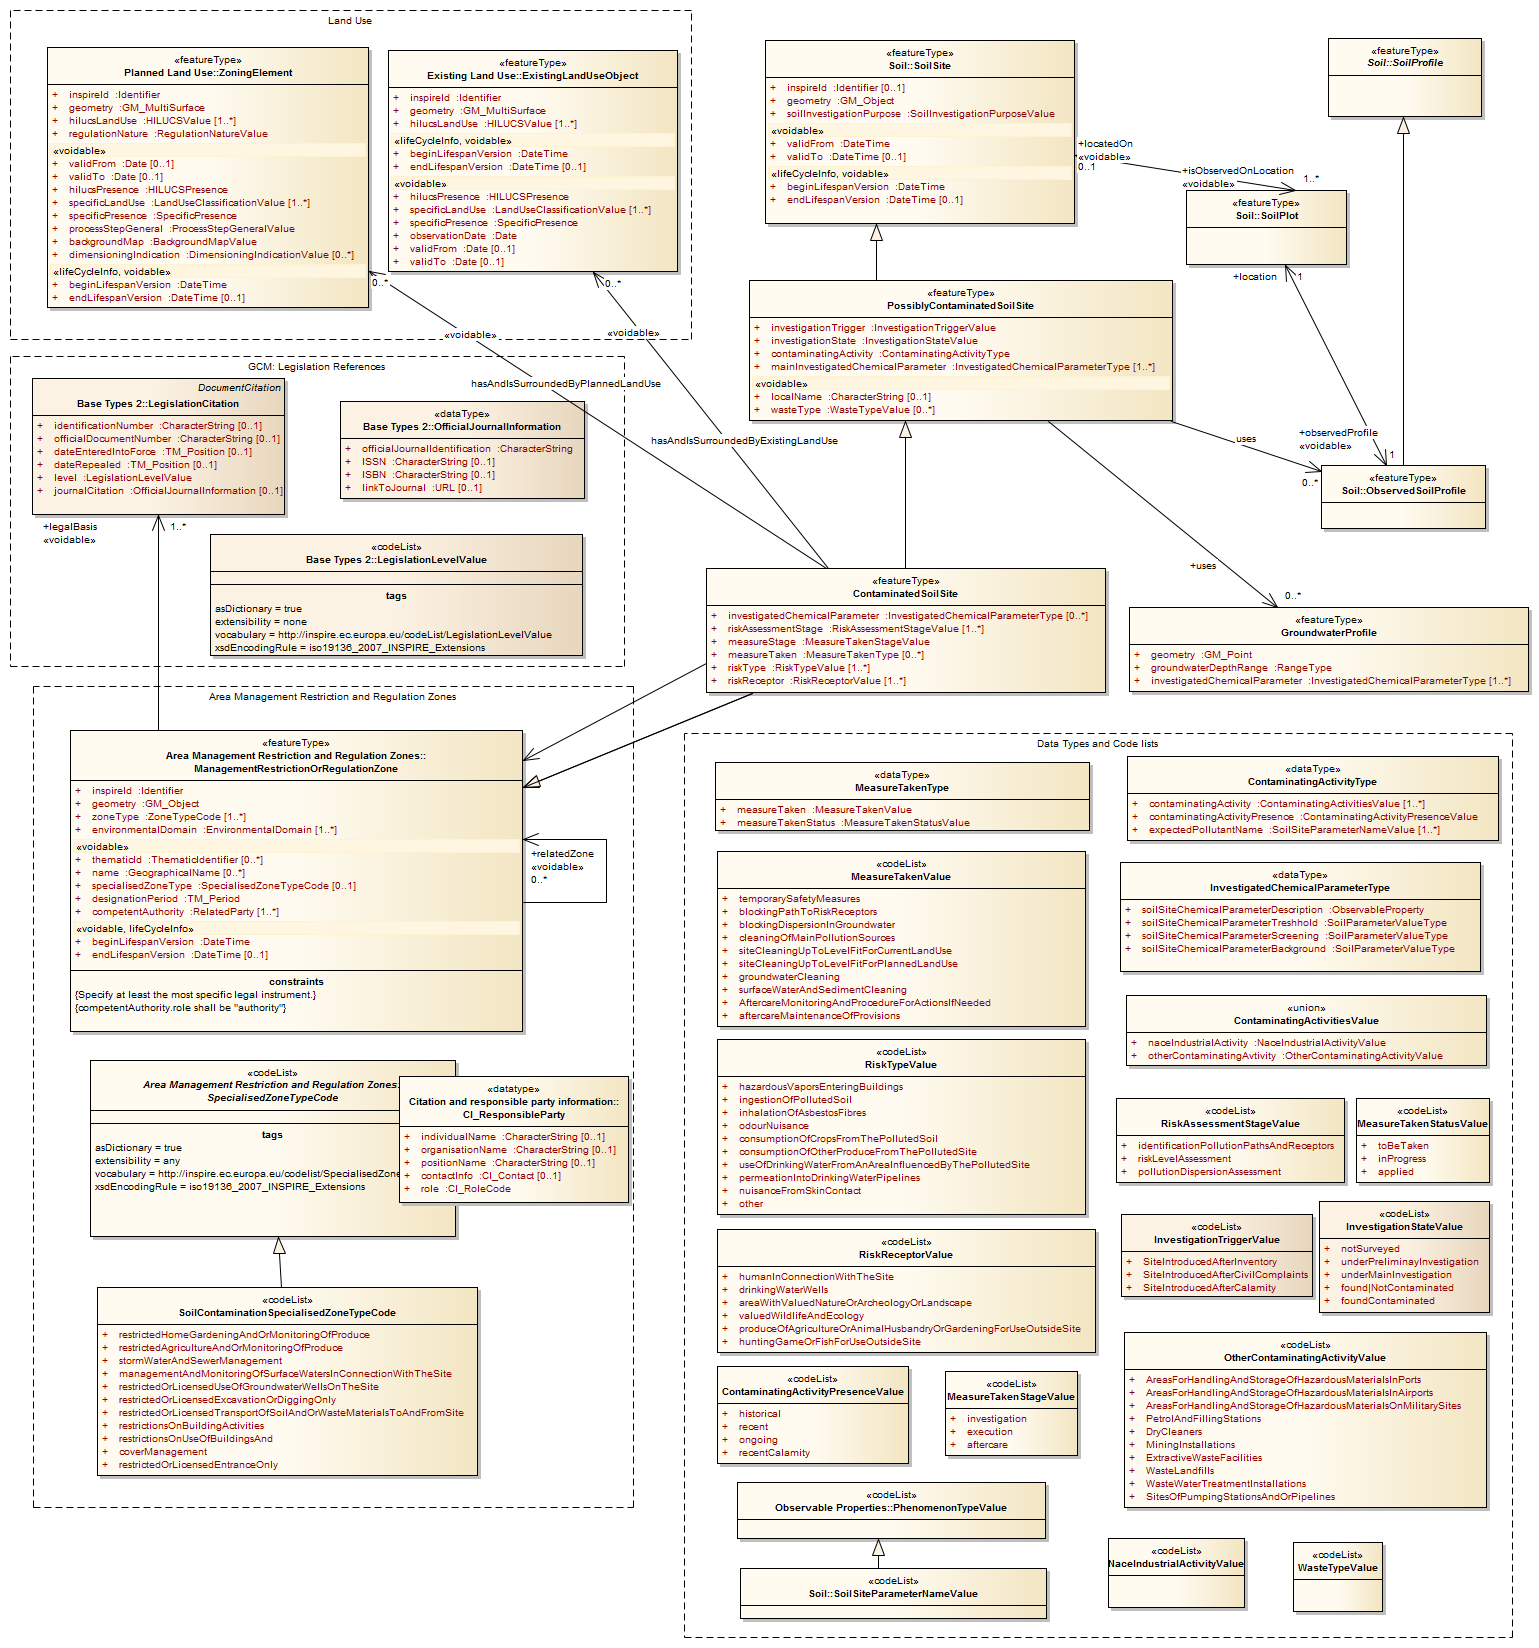 Land Use
«featureType»
Planned Land Use::ZoningElement
+ inspireId :Identifier
+ geometry :GM_MultiSurface
+ hilucsLandUse :HILUCSValue [1..*]
+ regulationNature :RegulationNatureValue
«voidable»
+ validFrom :Date [0..1]
+ validTo :Date [0..1]
+ hilucsPresence :HILUCSPresence
+ specificLandUse :LandUseClassificationValue [1..*]
+ specificPresence :SpecificPresence
+ processStepGeneral :ProcessStepGeneralValue
+ backgroundMap :BackgroundMapValue
+ dimensioningIndication :DimensioningIndicationValue [0..*]
«lifeCycleInfo, voidable»
+ beginLifespanVersion :DateTime
+ endLifespanVersion :DateTime [0..1]
«featureType»
Existing Land Use::ExistingLandUseObject
+ inspireId :Identifier
+ geometry :GM_MultiSurface
+ hilucsLandUse :HILUCSValue [1..*]
«lifeCycleInfo, voidable»
+ beginLifespanVersion :DateTime
+ endLifespanVersion :DateTime [0..1]
«voidable»
+ hilucsPresence :HILUCSPresence
+ specificLandUse :LandUseClassificationValue [1..*]
+ specificPresence :SpecificPresence
+ observationDate :Date
+ validFrom :Date [0..1]
+ validTo :Date [0..1]
0..*
0..*
«voidable»
«voidable»
hasAndIsSurroundedByPlannedLandUse
hasAndIsSurroundedByExistingLandUse
«featureType»
Soil::SoilSite
+ inspireId :Identifier [0..1]
+ geometry :GM_Object
+ soilInvestigationPurpose :SoilInvestigationPurposeValue
«voidable»
+ validFrom :DateTime
+ validTo :DateTime [0..1]
«lifeCycleInfo, voidable»
+ beginLifespanVersion :DateTime
+ endLifespanVersion :DateTime [0..1]
+locatedOn
«voidable»
0..1
+isObservedOnLocation
«voidable»
1..*
«featureType»
Soil::SoilProfile
«featureType»
Soil::SoilPlot
+location
1
+observedProfile
«voidable»
1
«featureType»
Soil::ObservedSoilProfile
«featureType»
PossiblyContaminatedSoilSite
+ investigationTrigger :InvestigationTriggerValue
+ investigationState :InvestigationStateValue
+ contaminatingActivity :ContaminatingActivityType
+ mainInvestigatedChemicalParameter :InvestigatedChemicalParameterType [1..*]
«voidable»
+ localName :CharacterString [0..1]
+ wasteType :WasteTypeValue [0..*]
uses
0..*
+uses
0..*
GCM: Legislation References
DocumentCitation
Base Types 2::LegislationCitation
+ identificationNumber :CharacterString [0..1]
+ officialDocumentNumber :CharacterString [0..1]
+ dateEnteredIntoForce :TM_Position [0..1]
+ dateRepealed :TM_Position [0..1]
+ level :LegislationLevelValue
+ journalCitation :OfficialJournalInformation [0..1]
+legalBasis
«voidable»
1..*
«dataType»
Base Types 2::OfficialJournalInformation
+ officialJournalIdentification :CharacterString
+ ISSN :CharacterString [0..1]
+ ISBN :CharacterString [0..1]
+ linkToJournal :URL [0..1]
«codeList»
Base Types 2::LegislationLevelValue
tags
asDictionary = true
extensibility = none
vocabulary = http://inspire.ec.europa.eu/codeList/LegislationLevelValue
xsdEncodingRule = iso19136_2007_INSPIRE_Extensions
«featureType»
ContaminatedSoilSite
+ investigatedChemicalParameter :InvestigatedChemicalParameterType [0..*]
+ riskAssessmentStage :RiskAssessmentStageValue [1..*]
+ measureStage :MeasureTakenStageValue
+ measureTaken :MeasureTakenType [0..*]
+ riskType :RiskTypeValue [1..*]
+ riskReceptor :RiskReceptorValue [1..*]
«featureType»
GroundwaterProfile
+ geometry :GM_Point
+ groundwaterDepthRange :RangeType
+ investigatedChemicalParameter :InvestigatedChemicalParameterType [1..*]
Area Management Restriction and Regulation Zones
«featureType»
Area Management Restriction and Regulation Zones::
ManagementRestrictionOrRegulationZone
+ inspireId :Identifier
+ geometry :GM_Object
+ zoneType :ZoneTypeCode [1..*]
+ environmentalDomain :EnvironmentalDomain [1..*]
«voidable»
+ thematicId :ThematicIdentifier [0..*]
+ name :GeographicalName [0..*]
+ specialisedZoneType :SpecialisedZoneTypeCode [0..1]
+ designationPeriod :TM_Period
+ competentAuthority :RelatedParty [1..*]
«voidable, lifeCycleInfo»
+ beginLifespanVersion :DateTime
+ endLifespanVersion :DateTime [0..1]
constraints
{Specify at least the most specific legal instrument.}
{competentAuthority.role shall be "authority"}
+relatedZone
«voidable»
0..*
«codeList»
Area Management Restriction and Regulation Zones:
SpecialisedZoneTypeCode
tags
asDictionary = true
extensibility = any
vocabulary = http://inspire.ec.europa.eu/codelist/SpecialisedZone
xsdEncodingRule = iso19136_2007_INSPIRE_Extensions
«datatype»
Citation and responsible party information::
CI_ResponsibleParty
+ individualName :CharacterString [0..1]
+ organisationName :CharacterString [0..1]
+ positionName :CharacterString [0..1]
+ contactInfo :CI_Contact [0..1]
+ role :CI_RoleCode
«codeList»
SoilContaminationSpecialisedZoneTypeCode
+ restrictedHomeGardeningAndOrMonitoringOfProduce
+ restrictedAgricultureAndOrMonitoringOfProduce
+ stormWaterAndSewerManagement
+ managementAndMonitoringOfSurfaceWatersInConnectionWithTheSite
+ restrictedOrLicensedUseOfGroundwaterWellsOnTheSite
+ restrictedOrLicensedExcavationOrDiggingOnly
+ restrictedOrLicensedTransportOfSoilAndOrWasteMaterialsToAndFromSite
+ restrictionsOnBuildingActivities
+ restrictionsOnUseOfBuildingsAnd
+ coverManagement
+ restrictedOrLicensedEntranceOnly
Data Types and Code lists
«dataType»
MeasureTakenType
+ measureTaken :MeasureTakenValue
+ measureTakenStatus :MeasureTakenStatusValue
«codeList»
MeasureTakenValue
+ temporarySafetyMeasures
+ blockingPathToRiskReceptors
+ blockingDispersionInGroundwater
+ cleaningOfMainPollutionSources
+ siteCleaningUpToLevelFitForCurrentLandUse
+ siteCleaningUpToLevelFitForPlannedLandUse
+ groundwaterCleaning
+ surfaceWaterAndSedimentCleaning
+ AftercareMonitoringAndProcedureForActionsIfNeeded
+ aftercareMaintenanceOfProvisions
«codeList»
RiskTypeValue
+ hazardousVaporsEnteringBuildings
+ ingestionOfPollutedSoil
+ inhalationOfAsbestosFibres
+ odourNuisance
+ consumptionOfCropsFromThePollutedSoil
+ consumptionOfOtherProduceFromThePollutedSite
+ useOfDrinkingWaterFromAnAreaInfluencedByThePollutedSite
+ permeationIntoDrinkingWaterPipelines
+ nuisanceFromSkinContact
+ other
«codeList»
RiskReceptorValue
+ humanInConnectionWithTheSite
+ drinkingWaterWells
+ areaWithValuedNatureOrArcheologyOrLandscape
+ valuedWildlifeAndEcology
+ produceOfAgricultureOrAnimalHusbandryOrGardeningForUseOutsideSite
+ huntingGameOrFishForUseOutsideSite
«codeList»
ContaminatingActivityPresenceValue
+ historical
+ recent
+ ongoing
+ recentCalamity
«codeList»
MeasureTakenStageValue
+ investigation
+ execution
+ aftercare
«codeList»
Observable Properties::PhenomenonTypeValue
«codeList»
Soil::SoilSiteParameterNameValue
«dataType»
ContaminatingActivityType
+ contaminatingActivity :ContaminatingActivitiesValue [1..*]
+ contaminatingActivityPresence :ContaminatingActivityPresenceValue
+ expectedPollutantName :SoilSiteParameterNameValue [1..*]
«dataType»
InvestigatedChemicalParameterType
+ soilSiteChemicalParameterDescription :ObservableProperty
+ soilSiteChemicalParameterTreshhold :SoilParameterValueType
+ soilSiteChemicalParameterScreening :SoilParameterValueType
+ soilSiteChemicalParameterBackground :SoilParameterValueType
«union»
ContaminatingActivitiesValue
+ naceIndustrialActivity :NaceIndustrialActivityValue
+ otherContaminatingAvtivity :OtherContaminatingActivityValue
«codeList»
RiskAssessmentStageValue
+ identificationPollutionPathsAndReceptors
+ riskLevelAssessment
+ pollutionDispersionAssessment
«codeList»
MeasureTakenStatusValue
+ toBeTaken
+ inProgress
+ applied
«codeList»
InvestigationTriggerValue
+ SiteIntroducedAfterInventory
+ SiteIntroducedAfterCivilComplaints
+ SiteIntroducedAfterCalamity
«codeList»
InvestigationStateValue
+ notSurveyed
+ underPreliminayInvestigation
+ underMainInvestigation
+ found|NotContaminated
+ foundContaminated
«codeList»
OtherContaminatingActivityValue
+ AreasForHandlingAndStorageOfHazardousMaterialsInPorts
+ AreasForHandlingAndStorageOfHazardousMaterialsInAirports
+ AreasForHandlingAndStorageOfHazardousMaterialsOnMilitarySites
+ PetrolAndFillingStations
+ DryCleaners
+ MiningInstallations
+ ExtractiveWasteFacilities
+ WasteLandfills
+ WasteWaterTreatmentInstallations
+ SitesOfPumpingStationsAndOrPipelines
«codeList»
NaceIndustrialActivityValue
«codeList»
WasteTypeValue